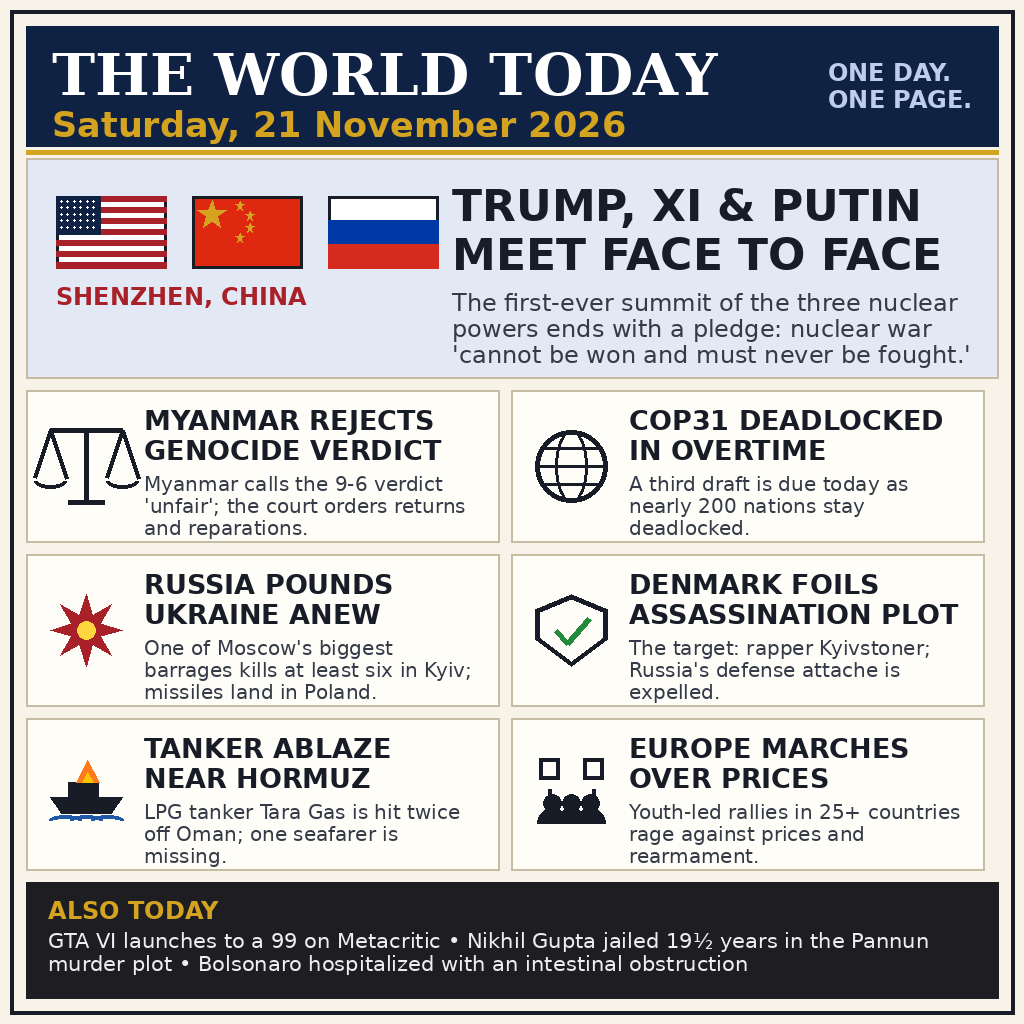 THE WORLD TODAY
Saturday, 21 November 2026
ONE DAY.
ONE PAGE.
SHENZHEN, CHINA
TRUMP, XI & PUTIN
MEET FACE TO FACE
The first-ever summit of the three nuclear
powers ends with a pledge: nuclear war
'cannot be won and must never be fought.'
MYANMAR REJECTS
GENOCIDE VERDICT
Myanmar calls the 9-6 verdict
'unfair'; the court orders returns
and reparations.
COP31 DEADLOCKED
IN OVERTIME
A third draft is due today as
nearly 200 nations stay
deadlocked.
RUSSIA POUNDS
UKRAINE ANEW
One of Moscow's biggest
barrages kills at least six in Kyiv;
missiles land in Poland.
DENMARK FOILS
ASSASSINATION PLOT
The target: rapper Kyivstoner;
Russia's defense attache is
expelled.
TANKER ABLAZE
NEAR HORMUZ
LPG tanker Tara Gas is hit twice
off Oman; one seafarer is
missing.
EUROPE MARCHES
OVER PRICES
Youth-led rallies in 25+ countries
rage against prices and
rearmament.
ALSO TODAY
GTA VI launches to a 99 on Metacritic • Nikhil Gupta jailed 19½ years in the Pannun
murder plot • Bolsonaro hospitalized with an intestinal obstruction